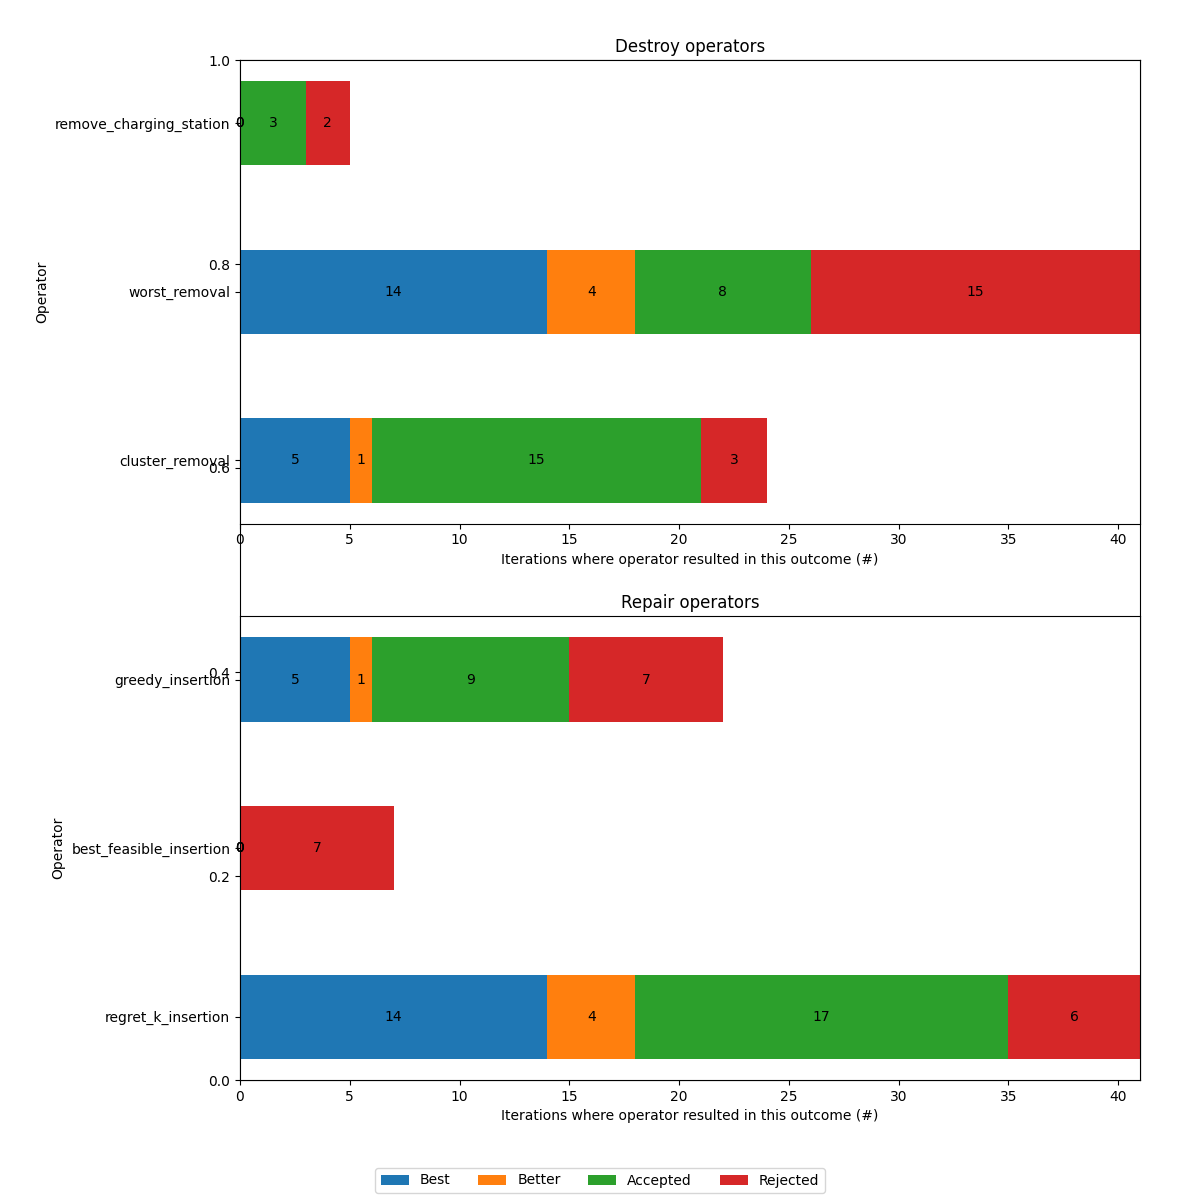 Destroy operators
1.0
remove_charging_station 0 0 3 2
Operator
0.8
worst_removal 14 4 8 15
cluster_removal 5 1 15 3
0.6
0 5 10 15 20 25 30 35 40
Iterations where operator resulted in this outcome (#)
Repair operators
0.4
greedy_insertion 5 1 9 7
Operator
best_feasible_insertion 0 0 0 7
0.2
regret_k_insertion 14 4 17 6
0.0
0 5 10 15 20 25 30 35 40
Iterations where operator resulted in this outcome (#)
Best Better Accepted Rejected